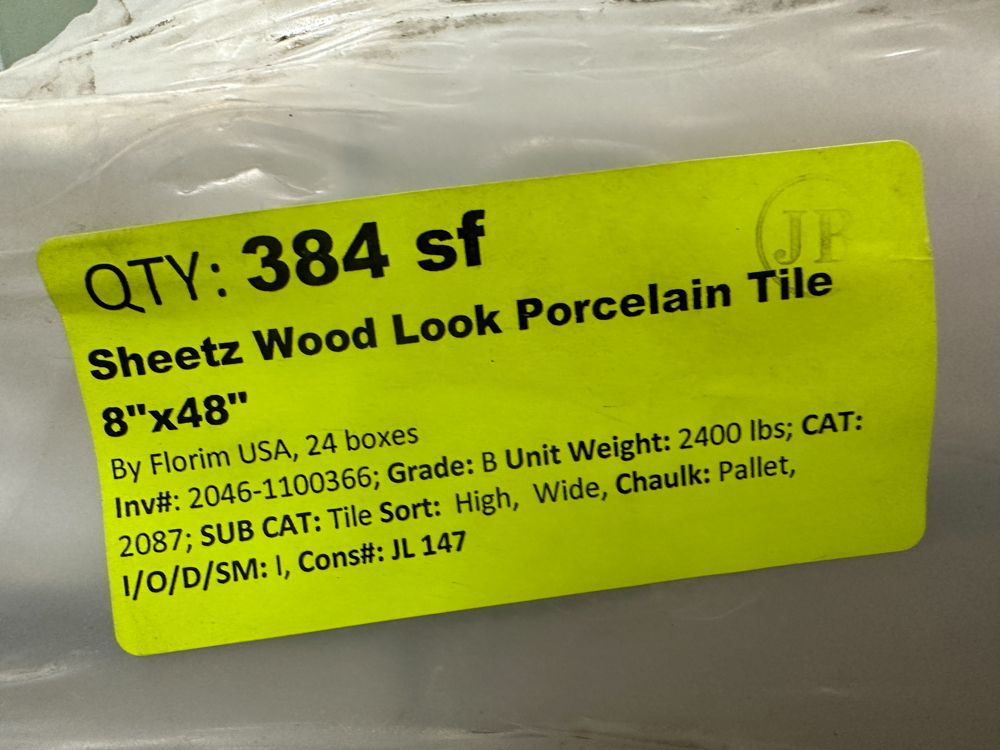 QTY: 384 sf
Sheetz Wood Look Porcelain Tile
8"x48"
By Florim USA, 24 boxes
Inv#: 2046-1100366; Grade: B Unit Weight: 2400 lbs; CAT:
2087; SUB CAT: Tile Sort: High, Wide, Chaulk: Pallet,
I/O/D/SM: I, Cons#: JL 147